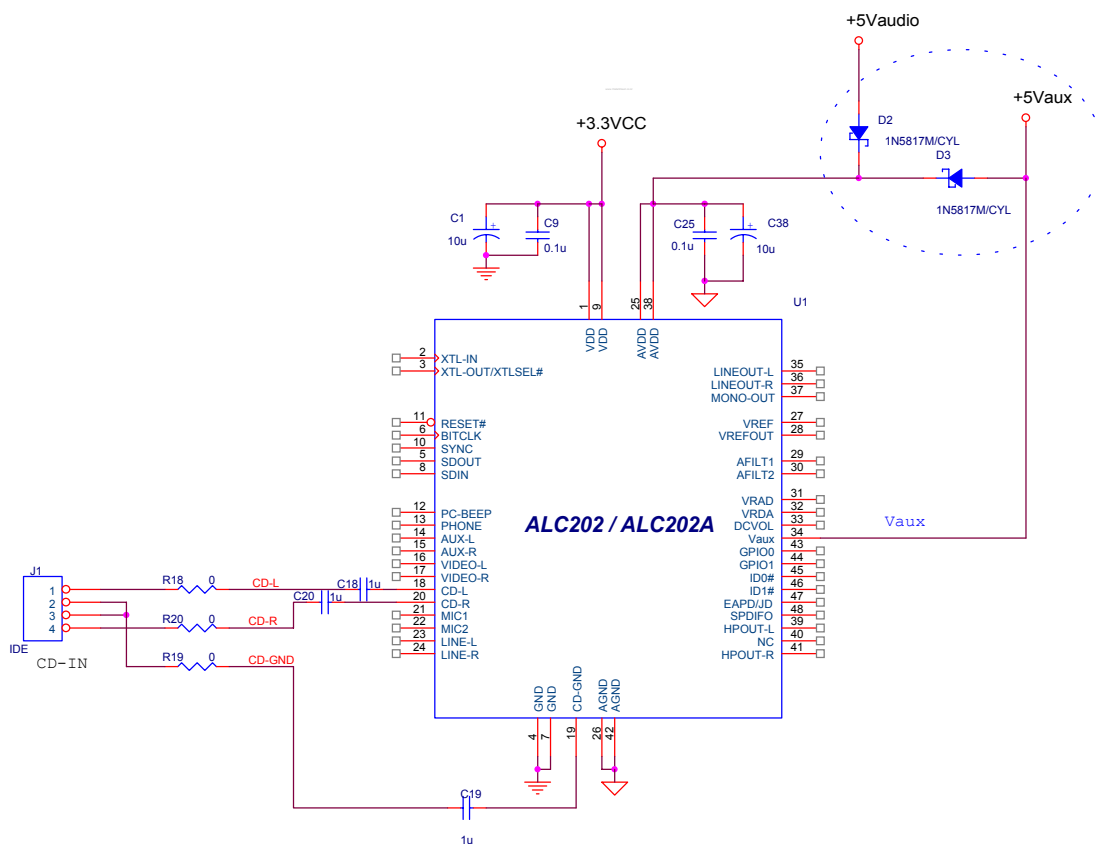 +5Vaudio
+5Vaux
D2
1N5817M/CYL
D3
1N5817M/CYL
+3.3VCC
C1
10u
C9
0.1u
C25
0.1u
C38
10u
U1
1
9
25
38
VDD
VDD
AVDD
AVDD
2 XTL-IN
3 XTL-OUT/XTLSEL#
11 RESET#
6 BITCLK
10 SYNC
5 SDOUT
8 SDIN
12 PC-BEEP
13 PHONE
14 AUX-L
15 AUX-R
16 VIDEO-L
17 VIDEO-R
18 CD-L
20 CD-R
21 MIC1
22 MIC2
23 LINE-L
24 LINE-R
ALC202 / ALC202A
LINEOUT-L 35
LINEOUT-R 36
MONO-OUT 37
VREF 27
VREFOUT 28
AFILT1 29
AFILT2 30
VRAD 31
VRDA 32
DCVOL 33
Vaux 34
GPIO0 43
GPIO1 44
ID0# 45
ID1# 46
EAPD/JD 47
SPDIFO 48
HPOUT-L 39
NC 40
HPOUT-R 41
Vaux
J1
1
2
3
4
IDE
CD-IN
R18 0 CD-L
C18 1u
C20 1u
R20 0 CD-R
R19 0 CD-GND
GND
GND
CD-GND
AGND
AGND
4
7
19
26
42
C19
1u